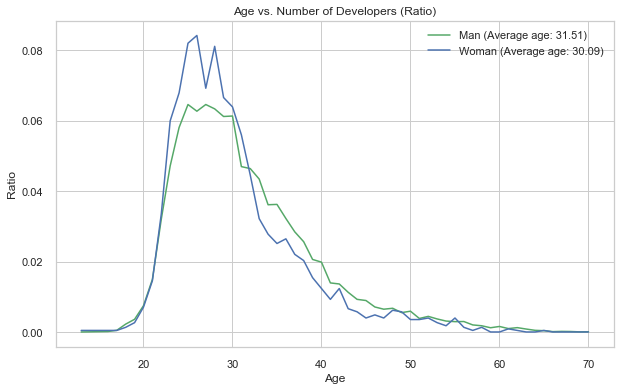 Age vs. Number of Developers (Ratio)
Man (Average age: 31.51)
Woman (Average age: 30.09)
0.08
0.06
0.04
0.02
0.00
Ratio
20 30 40 50 60 70
Age